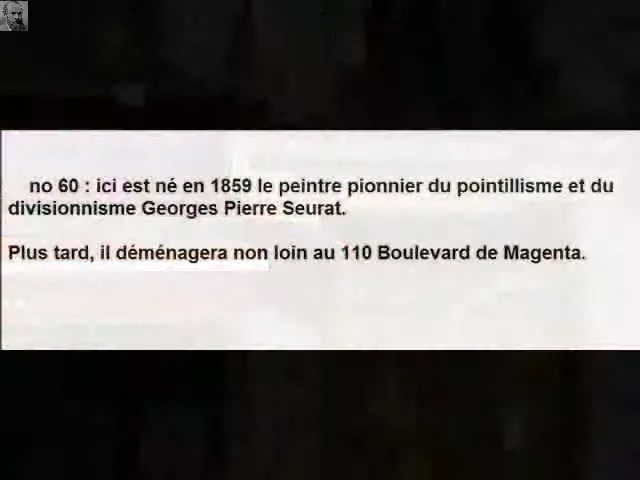 no 60 : ici est né en 1859 le peintre pionnier du pointillisme et du
divisionnisme Georges Pierre Seurat.
Plus tard, il déménagera non loin au 110 Boulevard de Magenta.